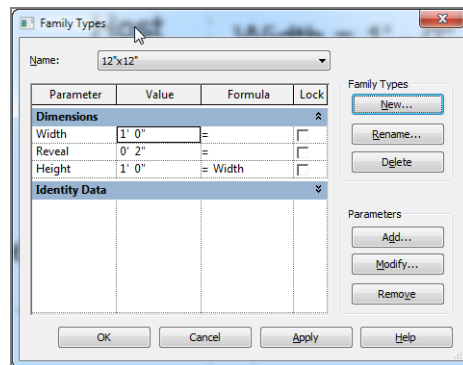 Family Types
Name: 12"x12"
Parameter Value Formula Lock
Dimensions
Width 1' 0" =
Reveal 0' 2" =
Height 1' 0" = Width
Identity Data
Family Types
New...
Rename...
Delete
Parameters
Add...
Modify...
Remove
OK Cancel Apply Help